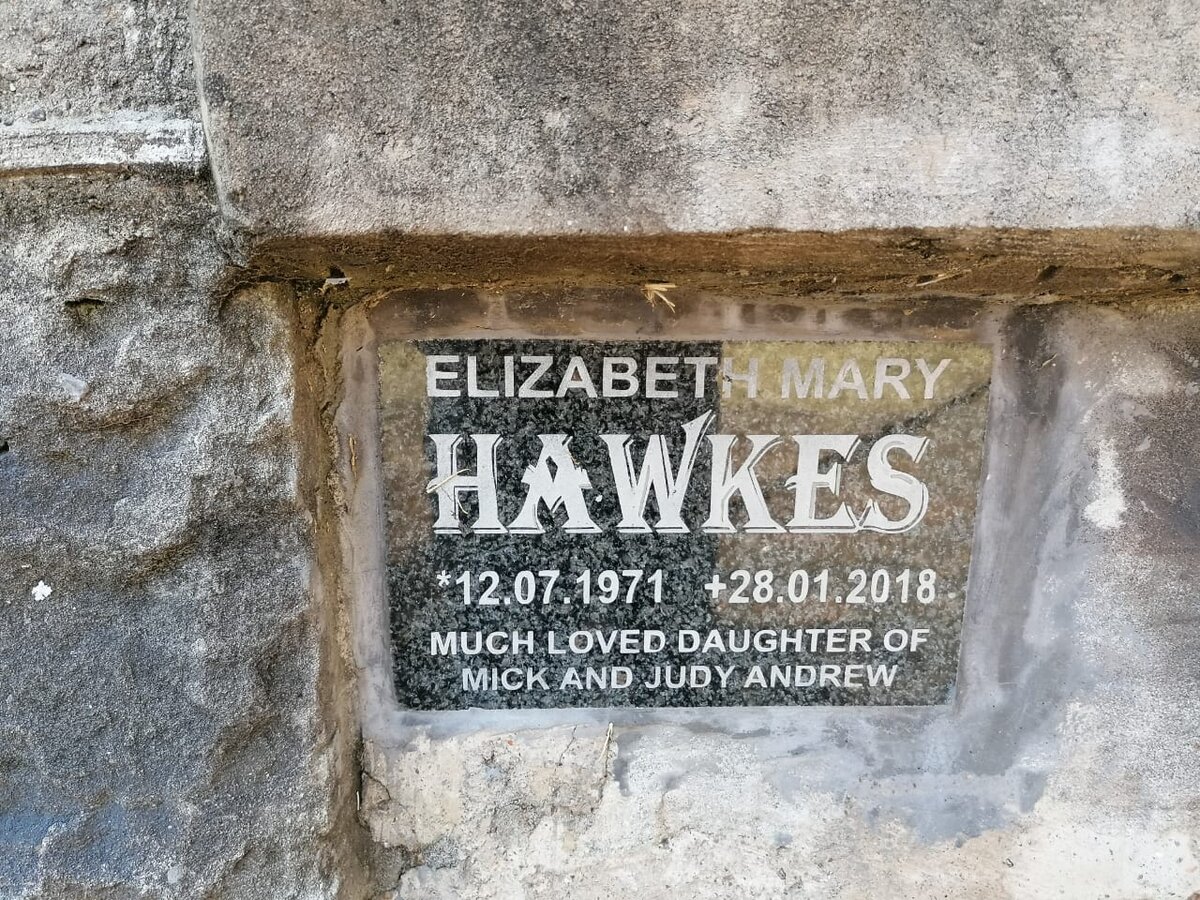 ELIZABETH MARY
HAWKES
*12.07.1971 +28.01.2018
MUCH LOVED DAUGHTER OF
MICK AND JUDY ANDREW